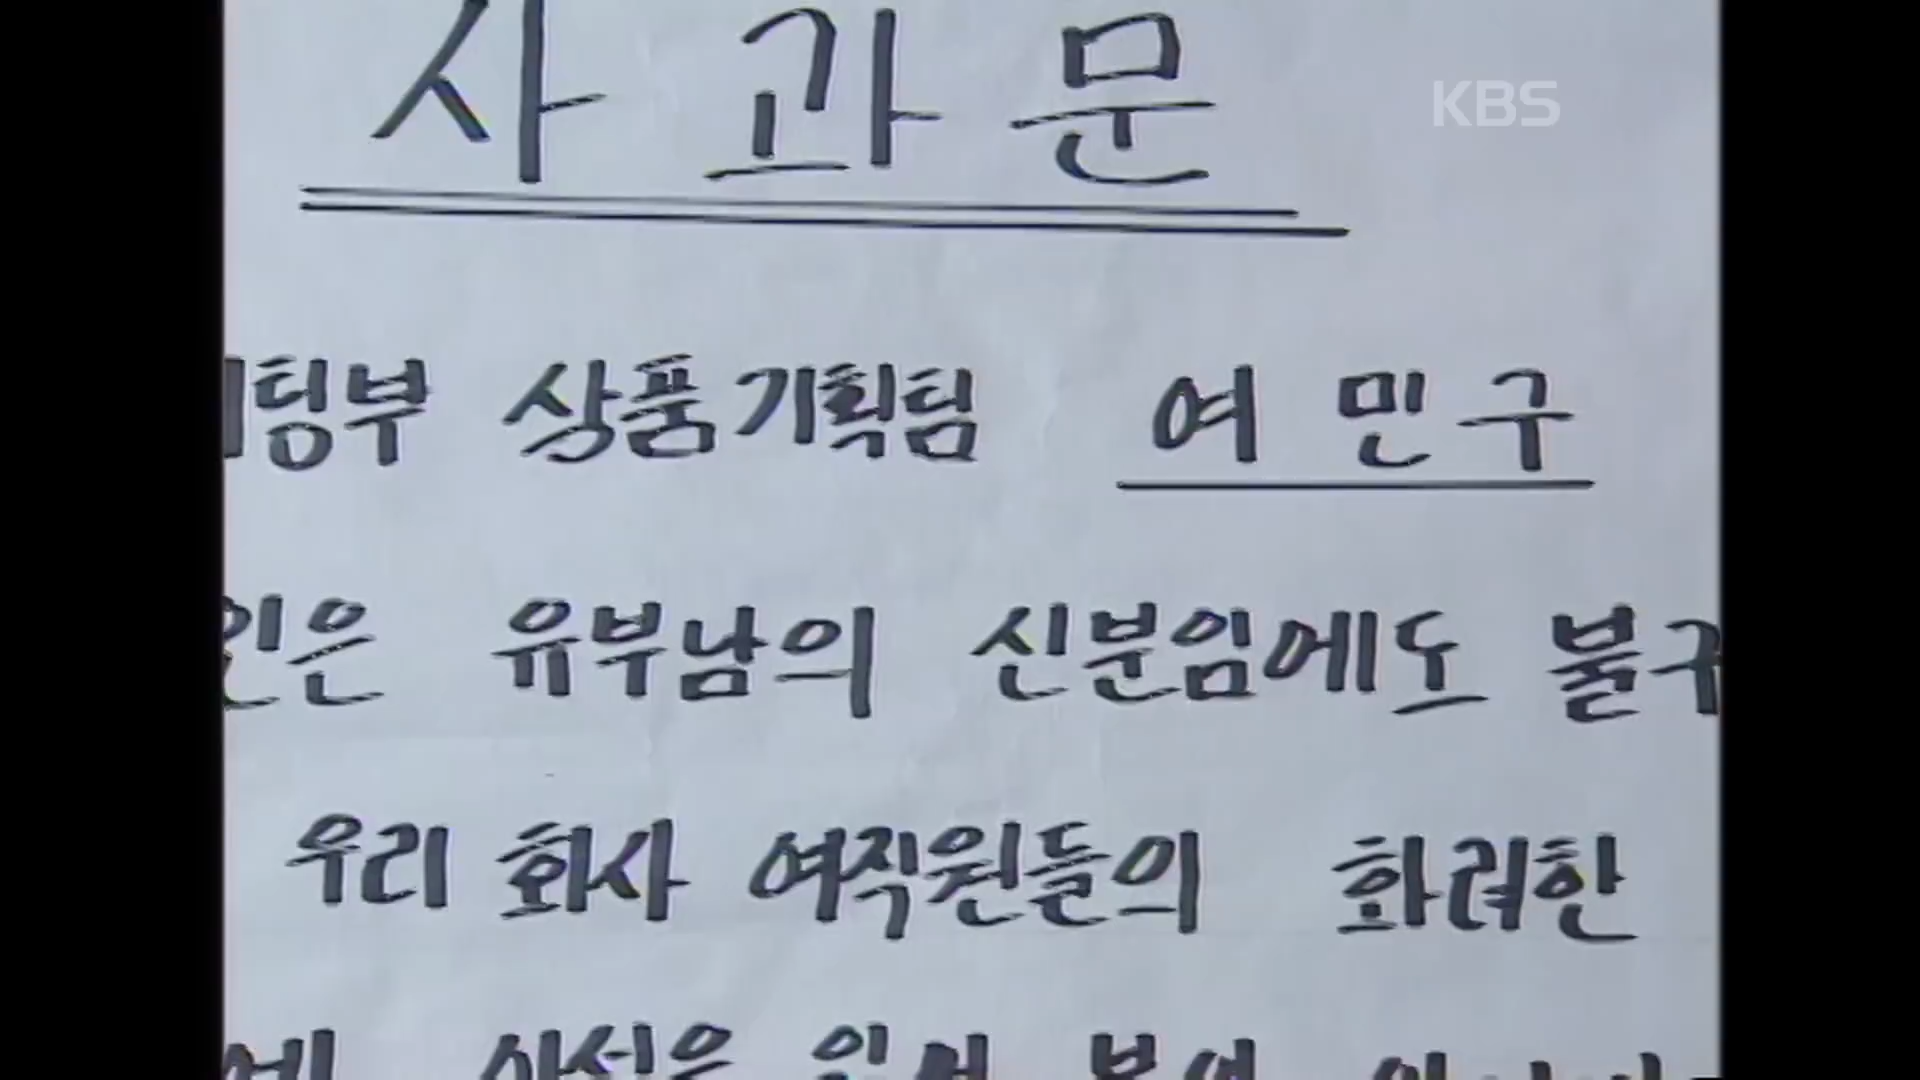 사과문
KBS
팅부 상품기획팀 여민구
인은 유부남의 신분임에도 불구
우리 회사 여직원들의 화려한